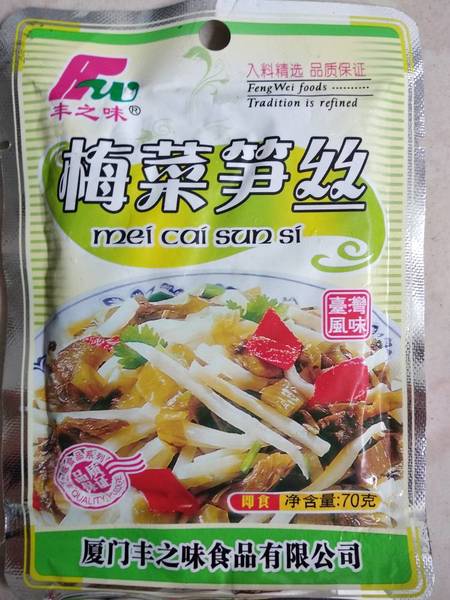 FW
丰之味®
入料精选 品质保证
FengWei foods ··········
Tradition is refined
梅菜笋丝
mei cai sun si
臺灣
風味
QUALITY
即食 净含量:70克
厦门丰之味食品有限公司